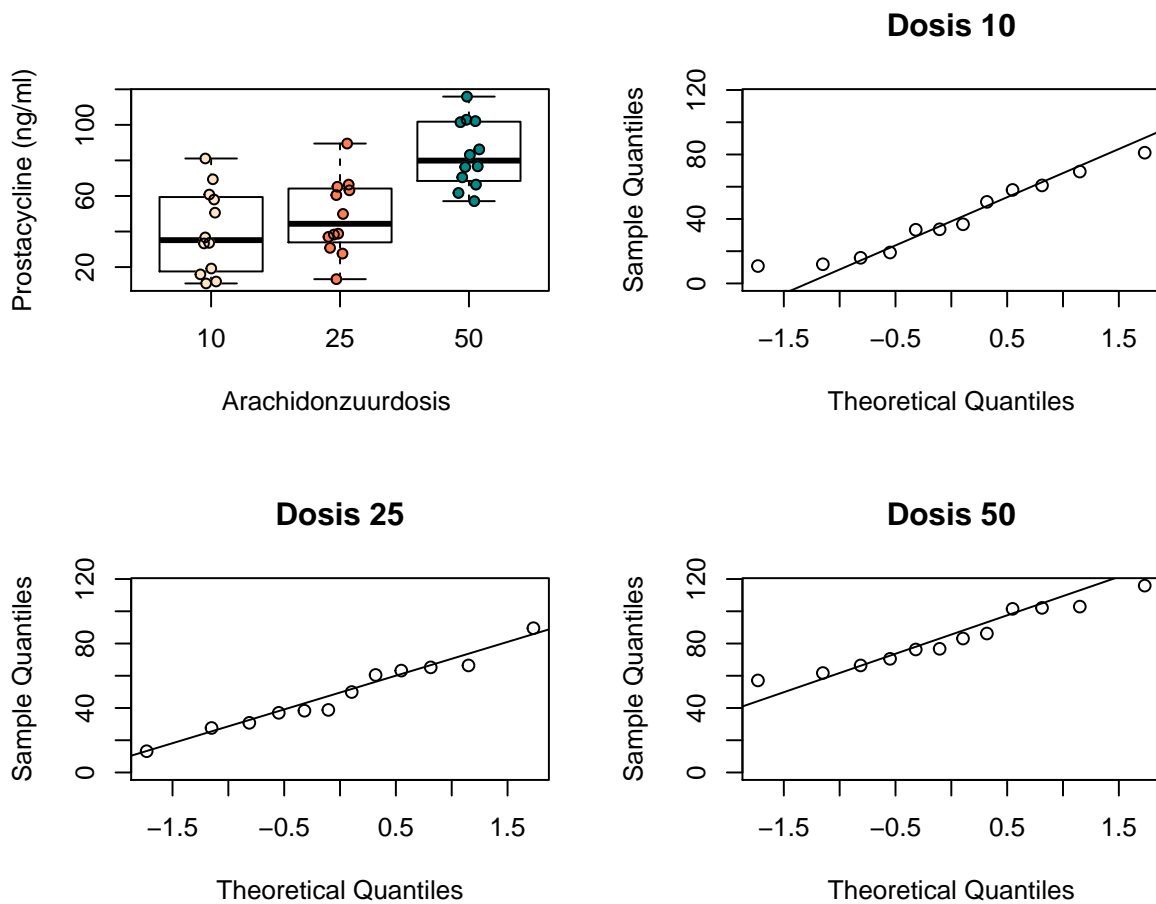 Prostacycline (ng/ml)
100
60
20
10 25 50
Arachidonzuurdosis
Dosis 10
Sample Quantiles
120
80
40
0
−1.5 −0.5 0.5 1.5
Theoretical Quantiles
Dosis 25
Sample Quantiles
120
80
40
0
−1.5 −0.5 0.5 1.5
Theoretical Quantiles
Dosis 50
Sample Quantiles
120
80
40
0
−1.5 −0.5 0.5 1.5
Theoretical Quantiles